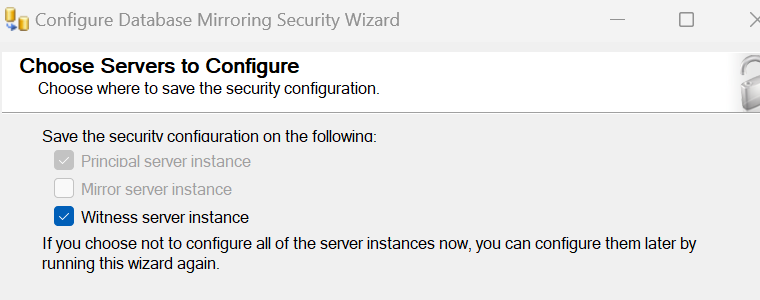 Configure Database Mirroring Security Wizard
Choose Servers to Configure
Choose where to save the security configuration.
Save the security configuration on the following:
Principal server instance
Mirror server instance
Witness server instance
If you choose not to configure all of the server instances now, you can configure them later by
running this wizard again.